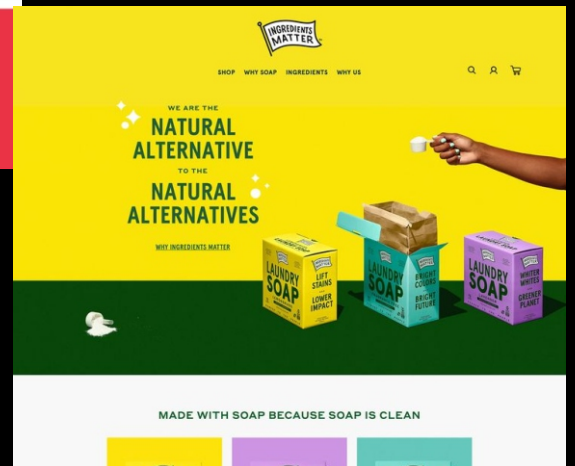 INGREDIENTS
MATTER
SHOP WHY SOAP INGREDIENTS WHY US
WE ARE THE
NATURAL
ALTERNATIVE
TO THE
NATURAL
ALTERNATIVES
WHY INGREDIENTS MATTER
LAUNDRY
SOAP
LIFT
STAINS
LOWER
IMPACT
LAUNDRY
SOAP
BRIGHT
COLORS
BRIGHT
FUTURE
LAUNDRY
SOAP
WHITER
WHITES
GREENER
PLANET
MADE WITH SOAP BECAUSE SOAP IS CLEAN